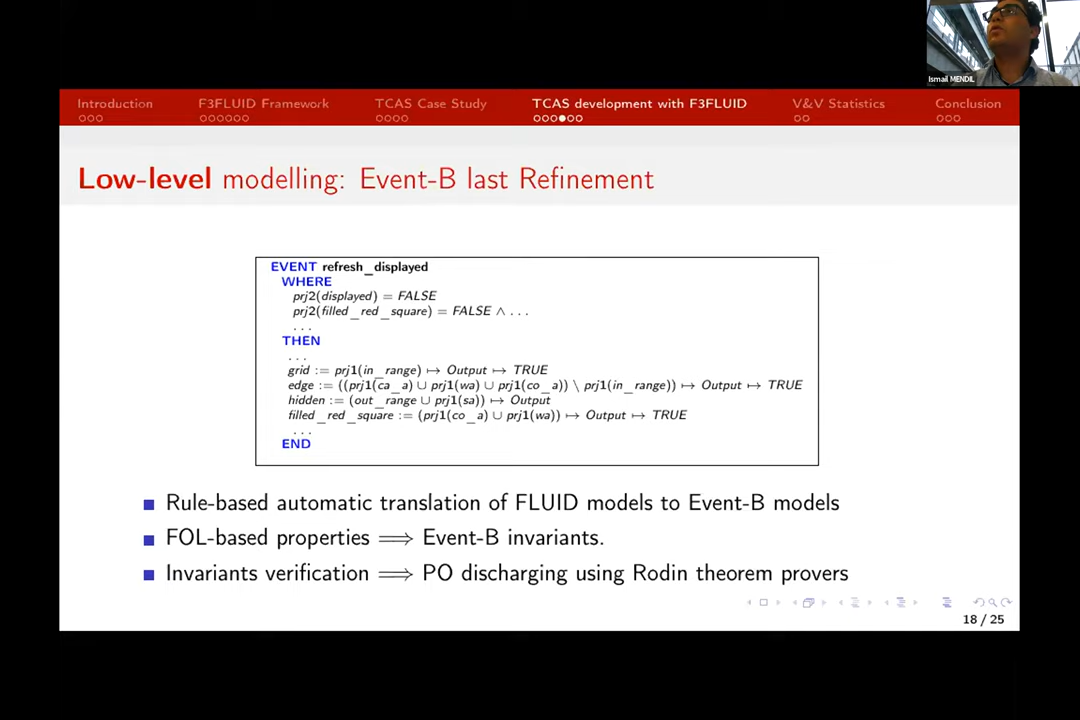 Ismail MENDIL
Introduction F3FLUID Framework TCAS Case Study TCAS development with F3FLUID V&V Statistics Conclusion
Low-level modelling: Event-B last Refinement
EVENT refresh_displayed
WHERE
prj2(displayed) = FALSE
prj2(filled_red_square) = FALSE ∧ . . .
. . .
THEN
. . .
grid := prj1(in_range) ↦ Output ↦ TRUE
edge := ((prj1(ca_a) ∪ prj1(wa) ∪ prj1(co_a)) \ prj1(in_range)) ↦ Output ↦ TRUE
hidden := (out_range ∪ prj1(sa)) ↦ Output
filled_red_square := (prj1(co_a) ∪ prj1(wa)) ↦ Output ↦ TRUE
. . .
END
Rule-based automatic translation of FLUID models to Event-B models
FOL-based properties ⟹ Event-B invariants.
Invariants verification ⟹ PO discharging using Rodin theorem provers
18 / 25